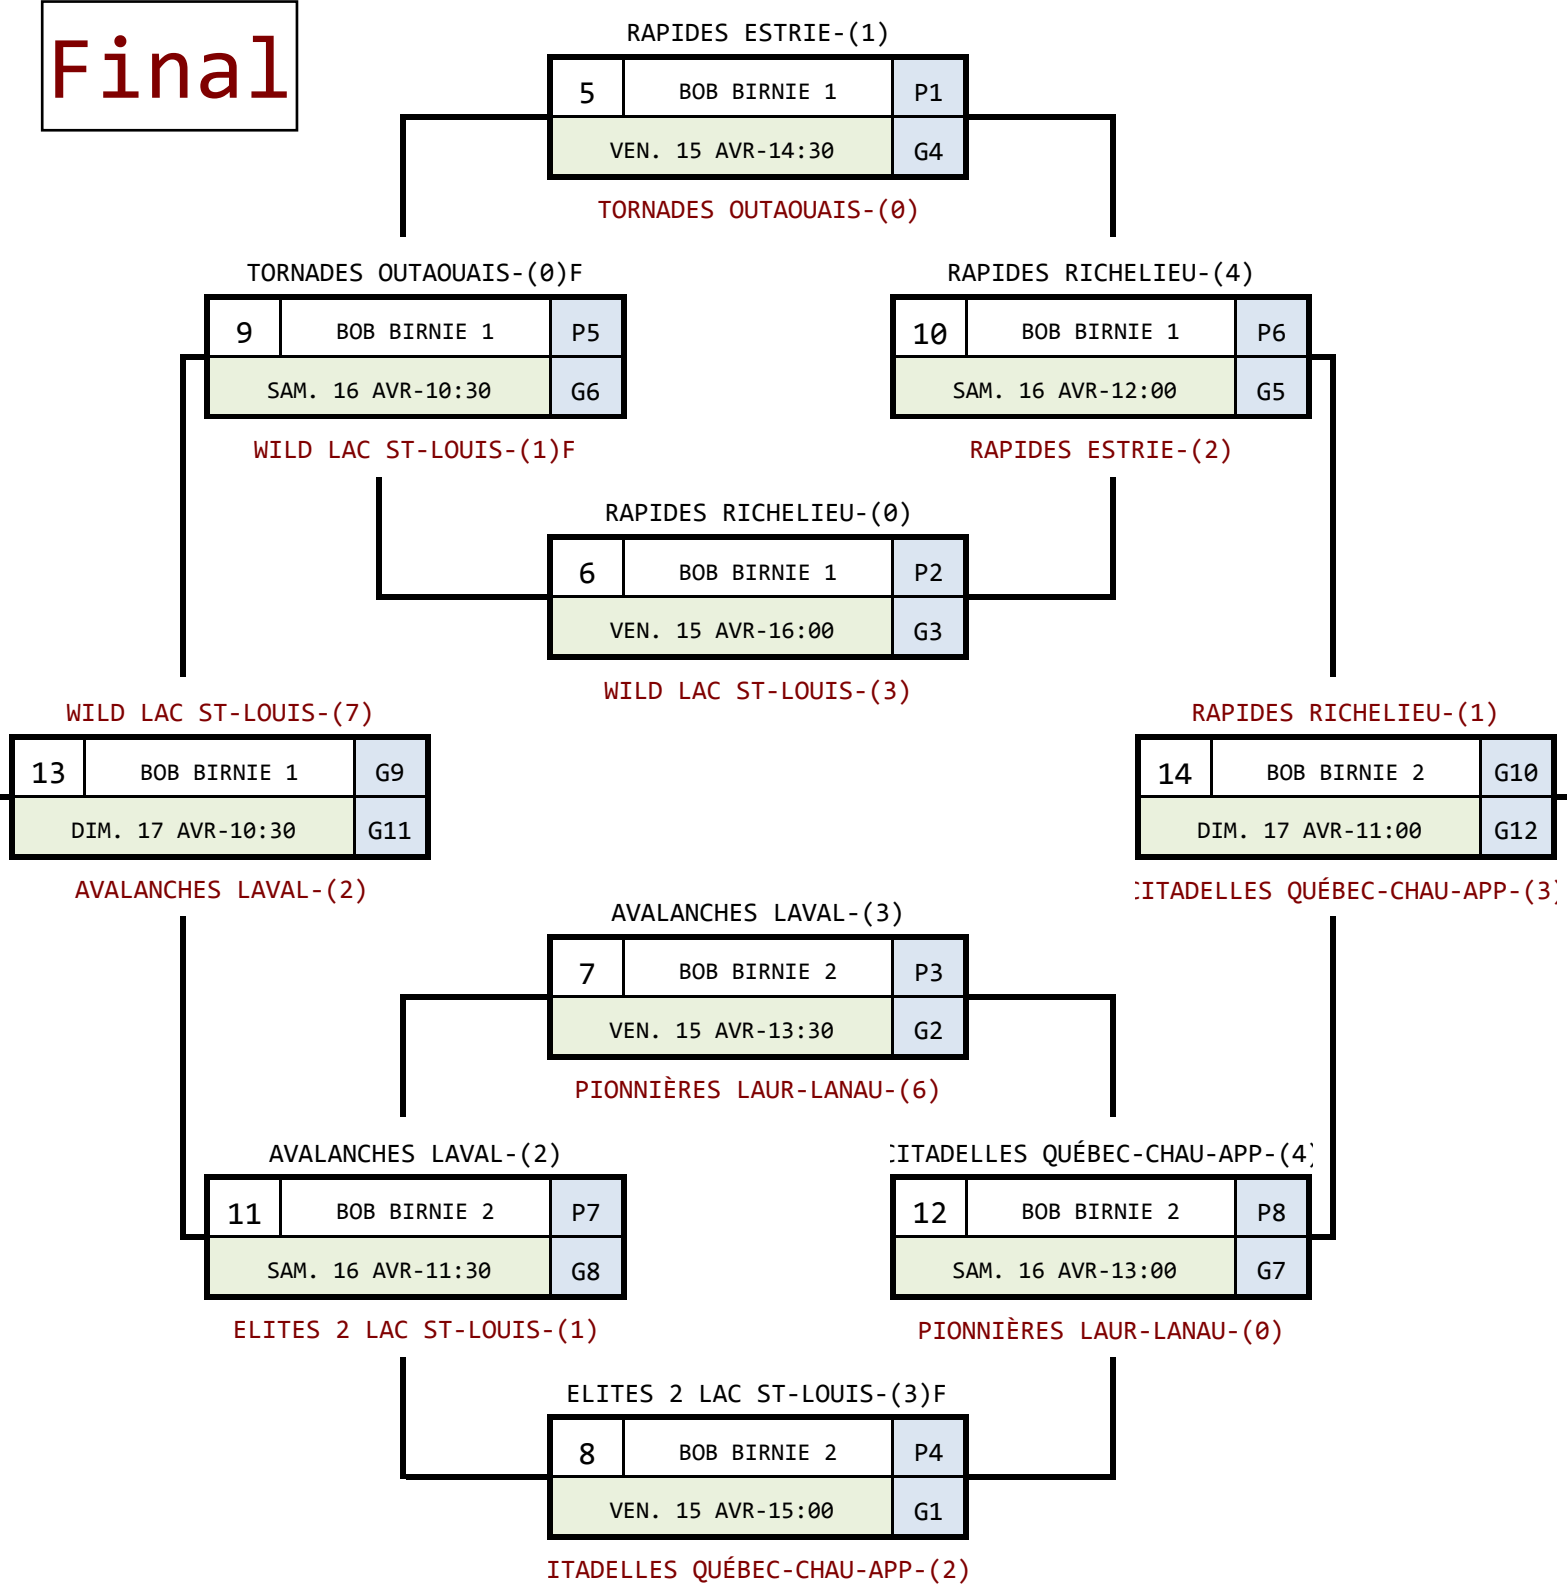 Final
RAPIDES ESTRIE-(1)
5 BOB BIRNIE 1 P1
VEN. 15 AVR-14:30 G4
TORNADES OUTAOUAIS-(0)
TORNADES OUTAOUAIS-(0)F
9 BOB BIRNIE 1 P5
SAM. 16 AVR-10:30 G6
WILD LAC ST-LOUIS-(1)F
RAPIDES RICHELIEU-(4)
10 BOB BIRNIE 1 P6
SAM. 16 AVR-12:00 G5
RAPIDES ESTRIE-(2)
RAPIDES RICHELIEU-(0)
6 BOB BIRNIE 1 P2
VEN. 15 AVR-16:00 G3
WILD LAC ST-LOUIS-(3)
WILD LAC ST-LOUIS-(7)
13 BOB BIRNIE 1 G9
DIM. 17 AVR-10:30 G11
AVALANCHES LAVAL-(2)
RAPIDES RICHELIEU-(1)
14 BOB BIRNIE 2 G10
DIM. 17 AVR-11:00 G12
CITADELLES QUÉBEC-CHAU-APP-(3)
AVALANCHES LAVAL-(3)
7 BOB BIRNIE 2 P3
VEN. 15 AVR-13:30 G2
PIONNIÈRES LAUR-LANAU-(6)
AVALANCHES LAVAL-(2)
11 BOB BIRNIE 2 P7
SAM. 16 AVR-11:30 G8
ELITES 2 LAC ST-LOUIS-(1)
CITADELLES QUÉBEC-CHAU-APP-(4)
12 BOB BIRNIE 2 P8
SAM. 16 AVR-13:00 G7
PIONNIÈRES LAUR-LANAU-(0)
ELITES 2 LAC ST-LOUIS-(3)F
8 BOB BIRNIE 2 P4
VEN. 15 AVR-15:00 G1
ITADELLES QUÉBEC-CHAU-APP-(2)